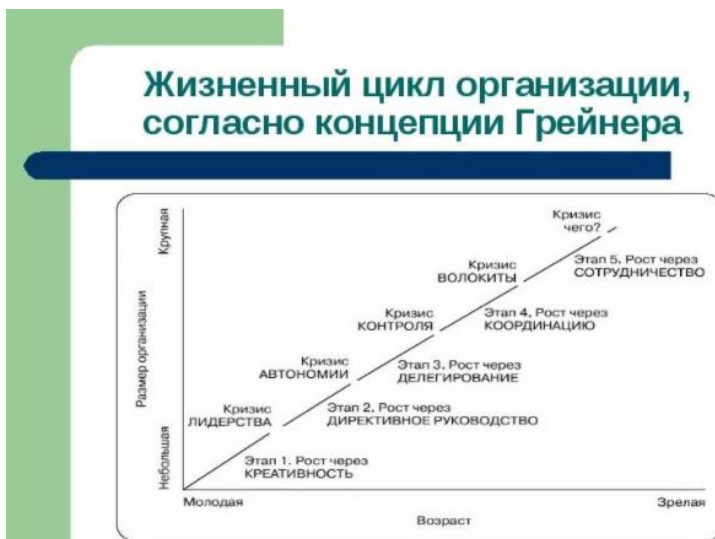 Жизненный цикл организации,
согласно концепции Грейнера
Крупная
Размер организации
Небольшая
Кризис
чего?
Этап 5. Рост через
СОТРУДНИЧЕСТВО
Кризис
ВОЛОКИТЫ
Этап 4. Рост через
КООРДИНАЦИЮ
Кризис
КОНТРОЛЯ
Этап 3. Рост через
ДЕЛЕГИРОВАНИЕ
Кризис
АВТОНОМИИ
Этап 2. Рост через
ДИРЕКТИВНОЕ РУКОВОДСТВО
Кризис
ЛИДЕРСТВА
Этап 1. Рост через
КРЕАТИВНОСТЬ
Молодая
Зрелая
Возраст